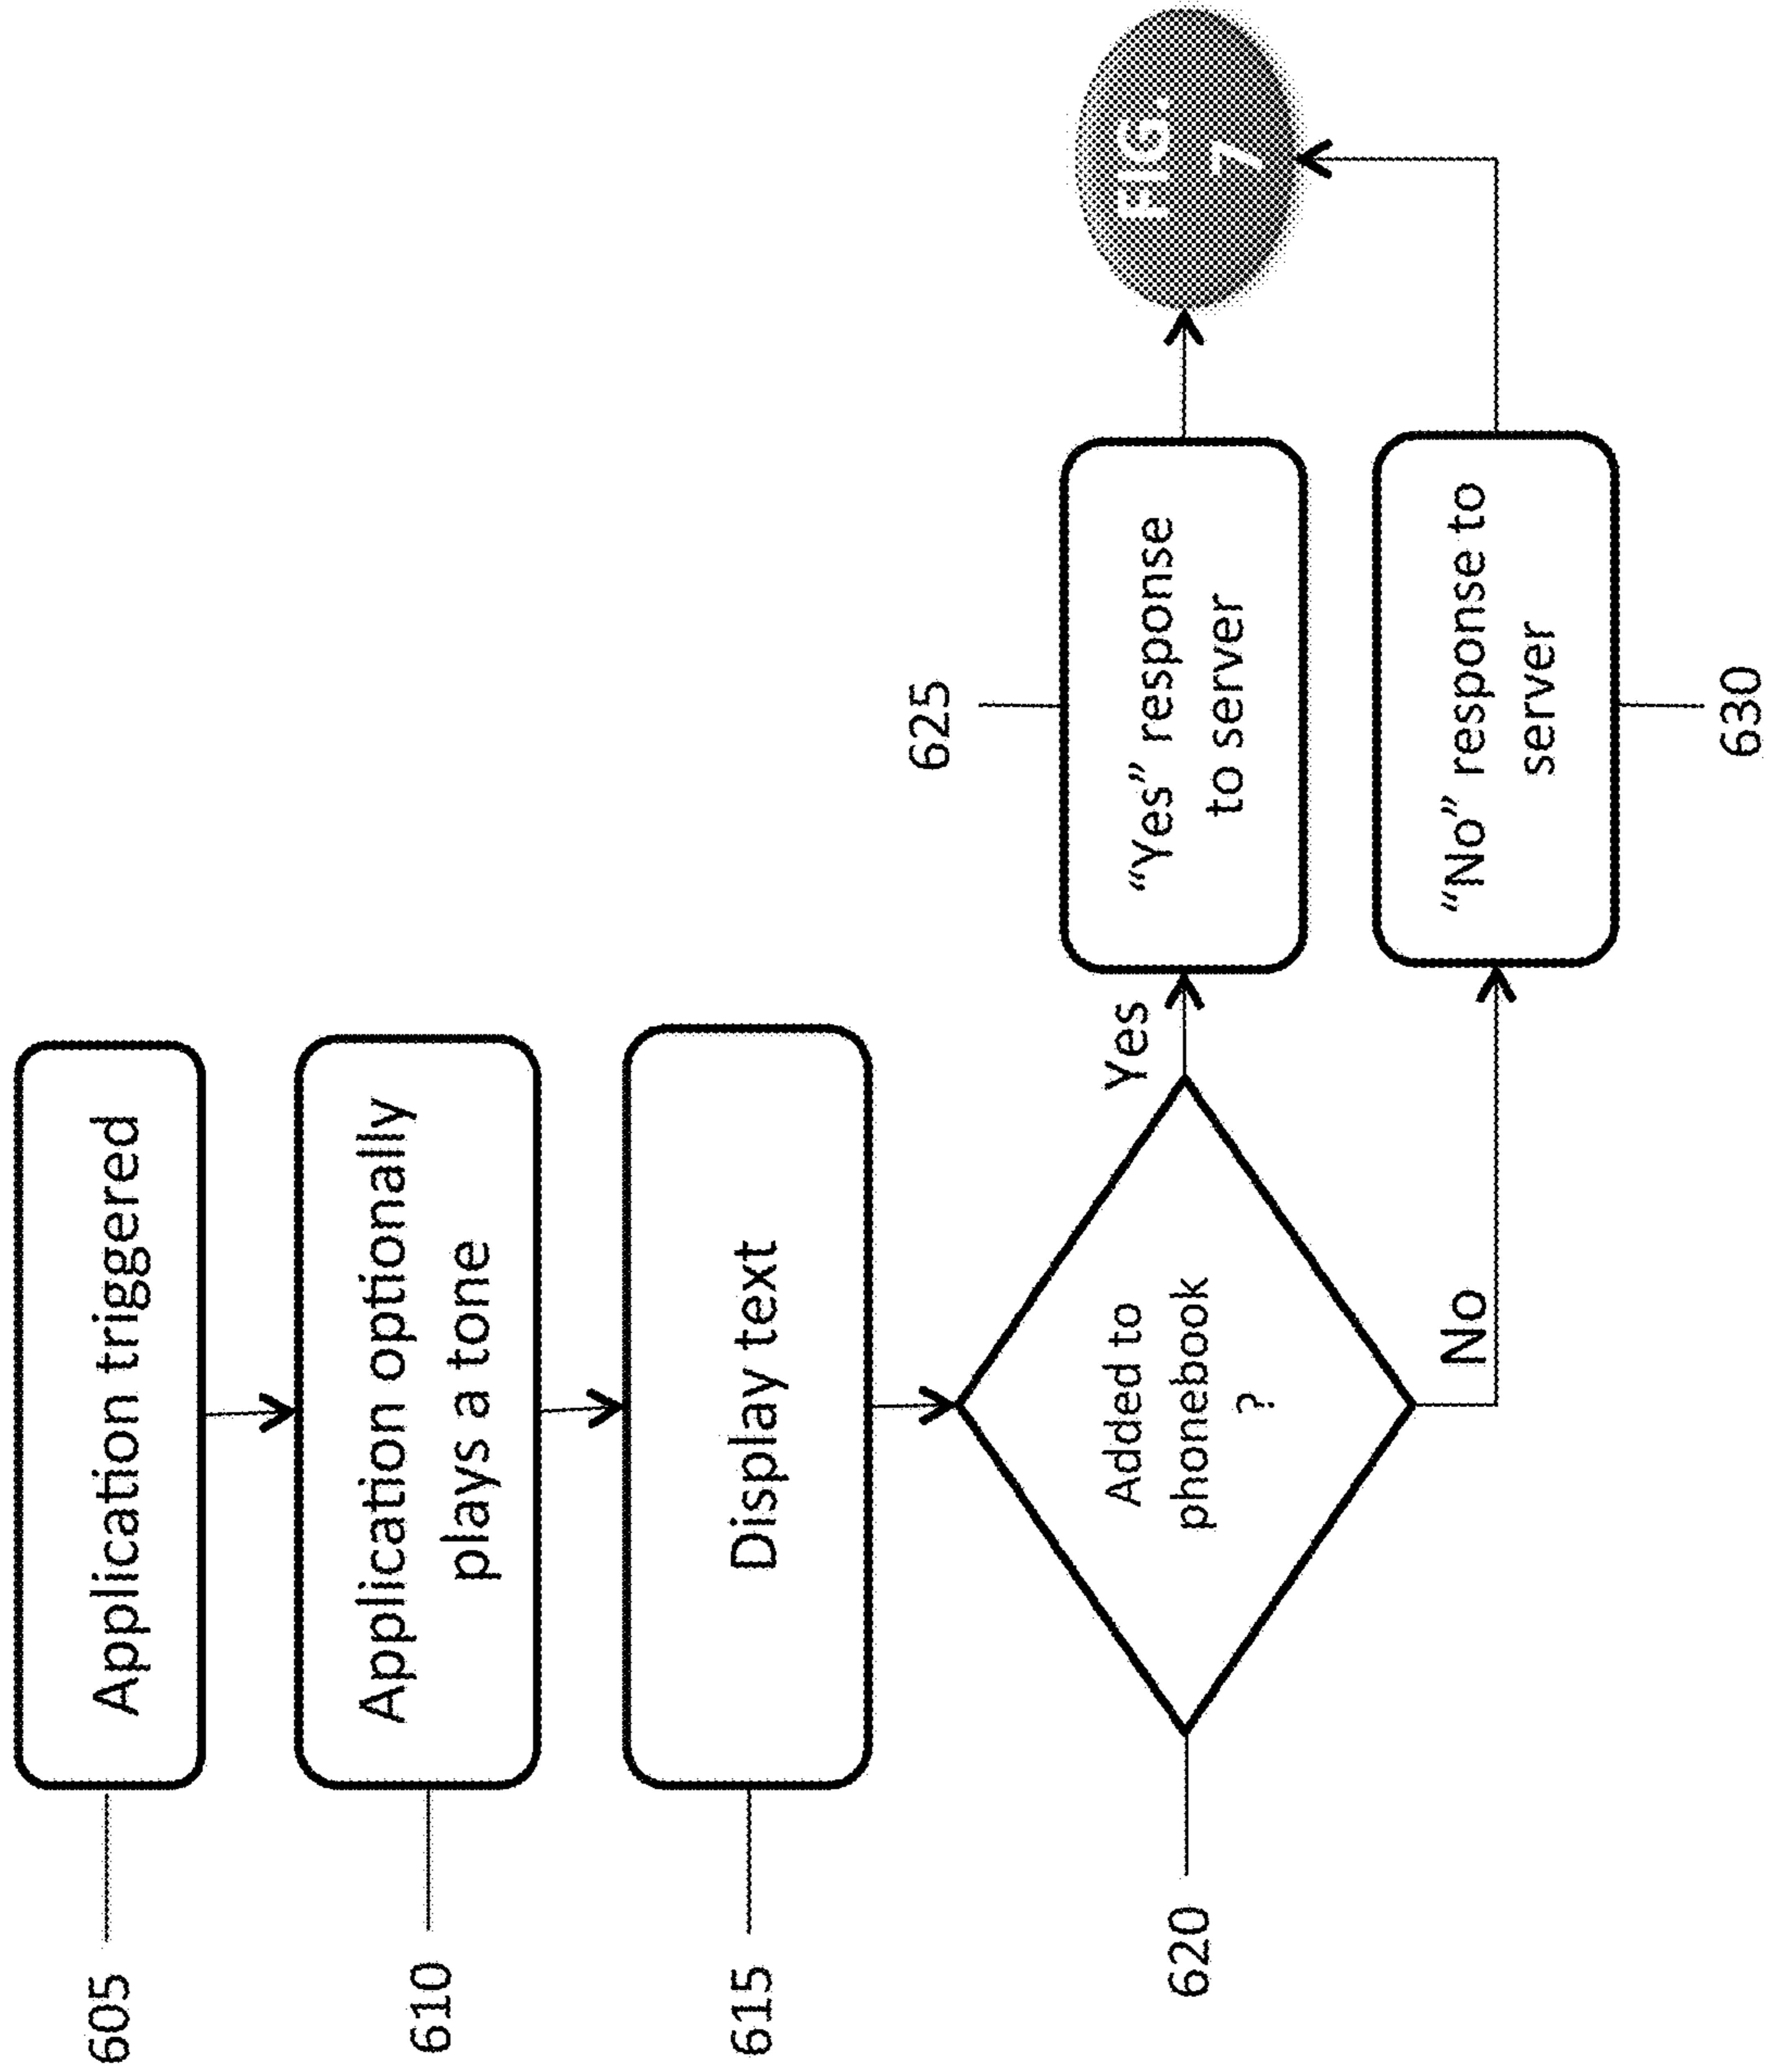 605
Application triggered
610
Application optionally
plays a tone
615
Display text
620
Added to
phonebook
?
Yes
No
625
“Yes” response
to server
“No” response to
server
630
FIG.
7